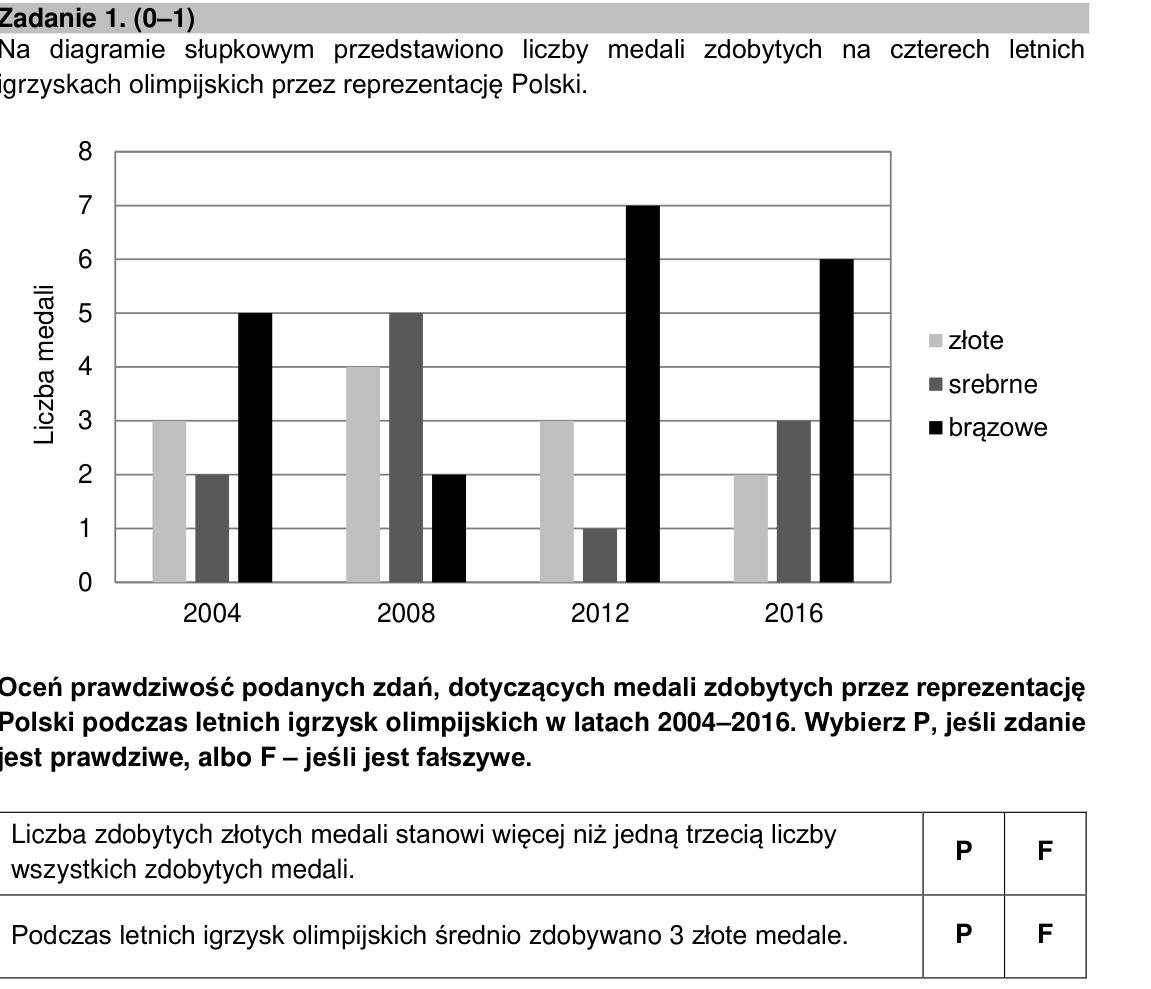 Zadanie 1. (0–1)
Na diagramie słupkowym przedstawiono liczby medali zdobytych na czterech letnich
igrzyskach olimpijskich przez reprezentację Polski.
8
7
6
5
4
3
2
1
0
Liczba medali
2004 2008 2012 2016
złote
srebrne
brązowe
Oceń prawdziwość podanych zdań, dotyczących medali zdobytych przez reprezentację
Polski podczas letnich igrzysk olimpijskich w latach 2004–2016. Wybierz P, jeśli zdanie
jest prawdziwe, albo F – jeśli jest fałszywe.
Liczba zdobytych złotych medali stanowi więcej niż jedną trzecią liczby
wszystkich zdobytych medali.
P F
Podczas letnich igrzysk olimpijskich średnio zdobywano 3 złote medale.
P F